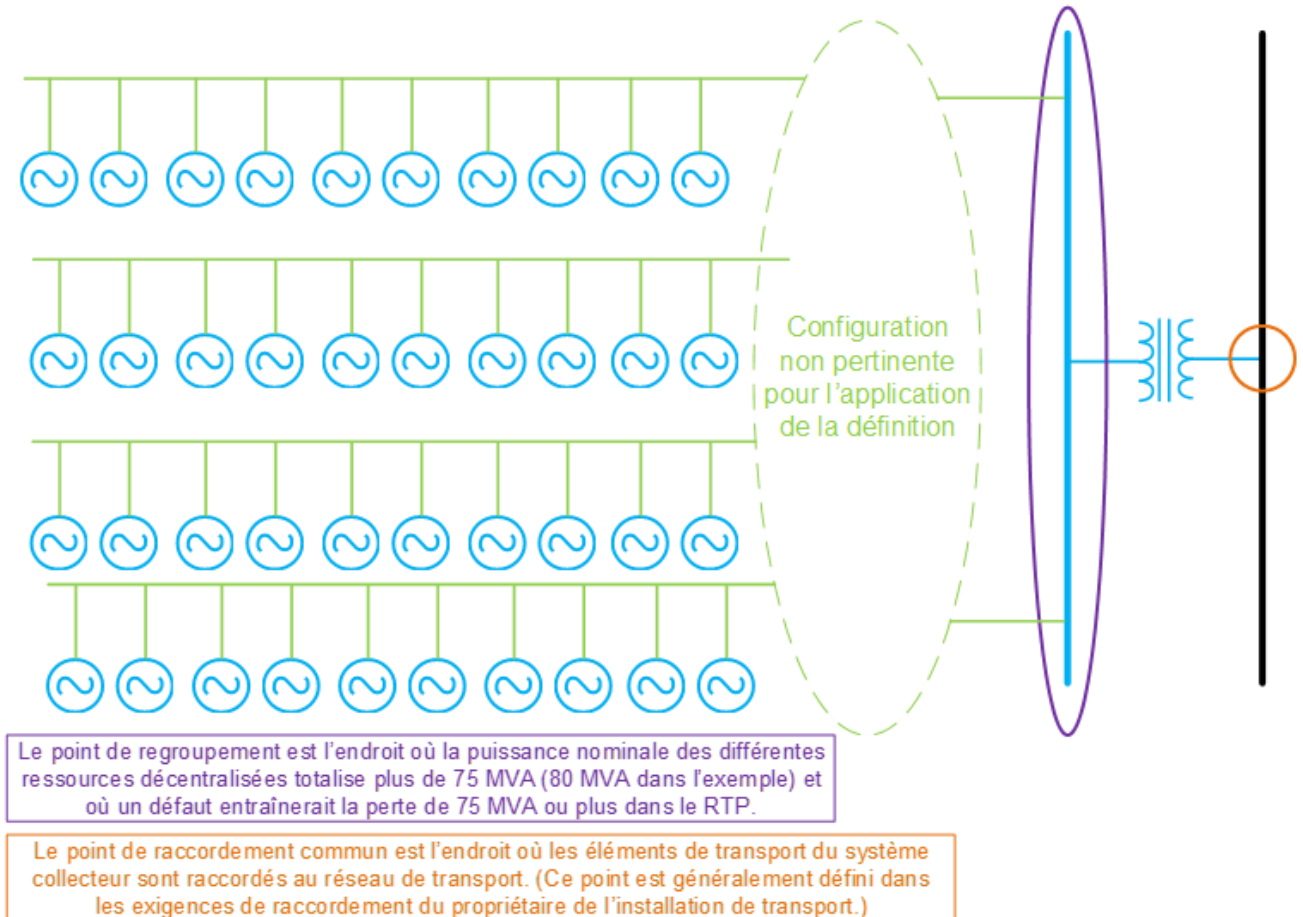 Configuration
non pertinente
pour l'application
de la définition
Le point de regroupement est l'endroit où la puissance nominale des différentes
ressources décentralisées totalise plus de 75 MVA (80 MVA dans l'exemple) et
où un défaut entraînerait la perte de 75 MVA ou plus dans le RTP.
Le point de raccordement commun est l'endroit où les éléments de transport du système
collecteur sont raccordés au réseau de transport. (Ce point est généralement défini dans
les exigences de raccordement du propriétaire de l'installation de transport.)